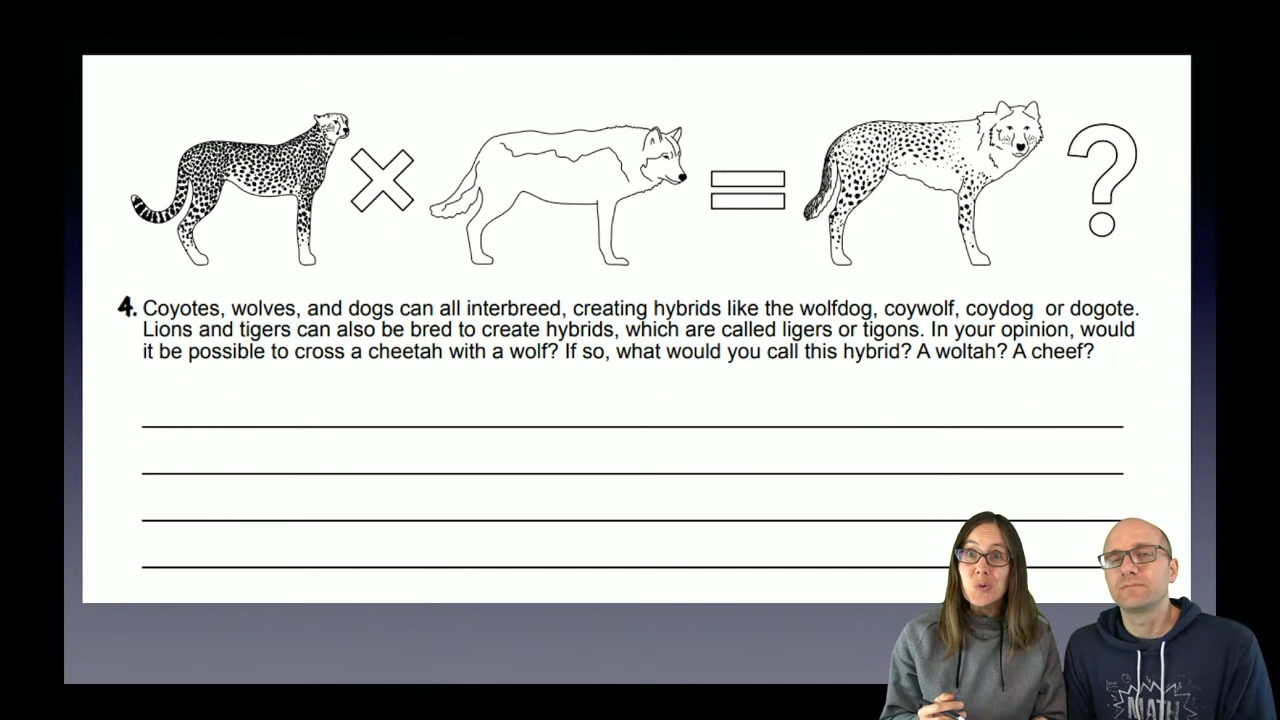 4. Coyotes, wolves, and dogs can all interbreed, creating hybrids like the wolfdog, coywolf, coydog or dogote.
Lions and tigers can also be bred to create hybrids, which are called ligers or tigons. In your opinion, would
it be possible to cross a cheetah with a wolf? If so, what would you call this hybrid? A woltah? A cheef?
MATH